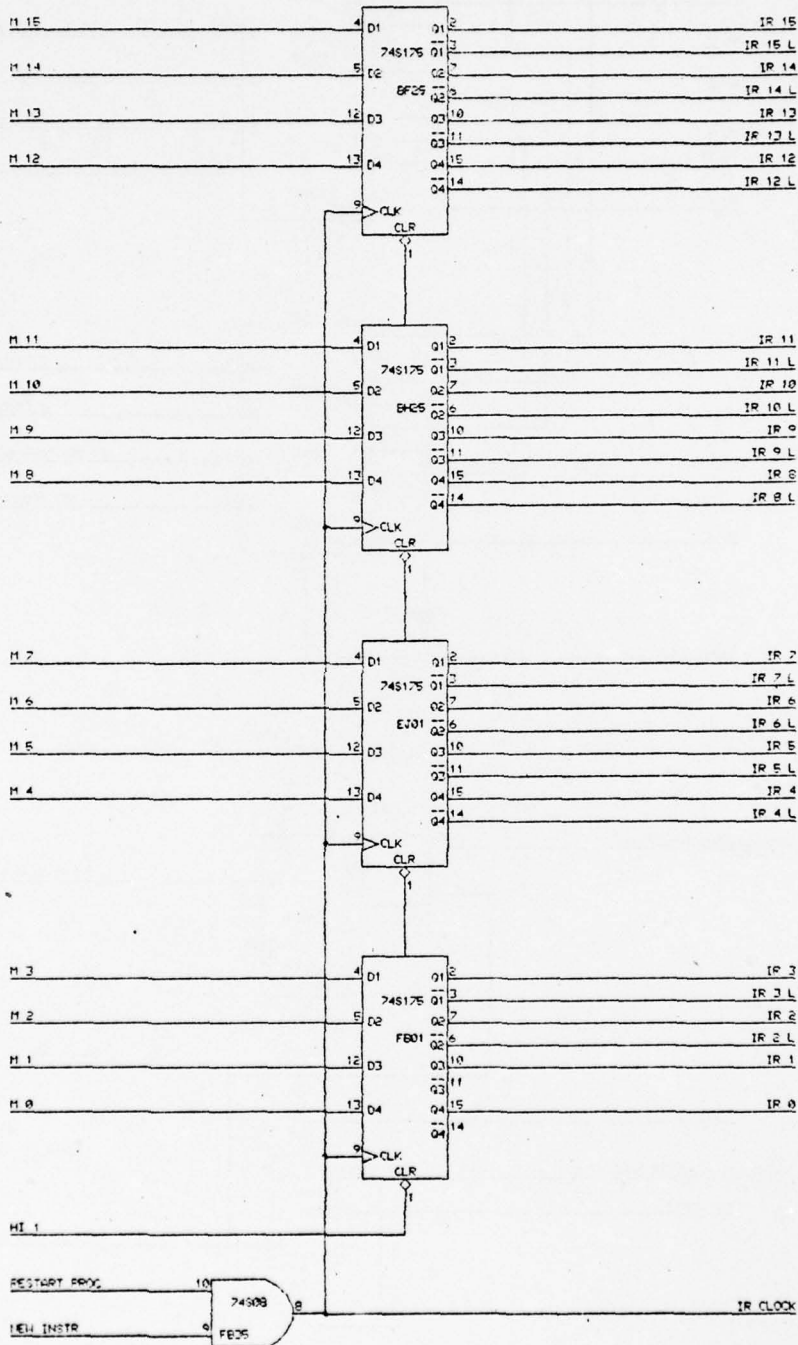 M 15 4 D1 Q1 2 IR 15
74S175 Q1 3 IR 15 L
M 14 5 D2 Q2 7 IR 14
BF25 Q2 6 IR 14 L
M 13 12 D3 Q3 10 IR 13
Q3 11 IR 13 L
M 12 13 D4 Q4 15 IR 12
Q4 14 IR 12 L
9 CLK
CLR
1
M 11 4 D1 Q1 2 IR 11
74S175 Q1 3 IR 11 L
M 10 5 D2 Q2 7 IR 10
BH25 Q2 6 IR 10 L
M 9 12 D3 Q3 10 IR 9
Q3 11 IR 9 L
M 8 13 D4 Q4 15 IR 8
Q4 14 IR 8 L
9 CLK
CLR
1
M 7 4 D1 Q1 2 IR 7
74S175 Q1 3 IR 7 L
M 6 5 D2 Q2 7 IR 6
EJ01 Q2 6 IR 6 L
M 5 12 D3 Q3 10 IR 5
Q3 11 IR 5 L
M 4 13 D4 Q4 15 IR 4
Q4 14 IR 4 L
9 CLK
CLR
1
M 3 4 D1 Q1 2 IR 3
74S175 Q1 3 IR 3 L
M 2 5 D2 Q2 7 IR 2
FB01 Q2 6 IR 2 L
M 1 12 D3 Q3 10 IR 1
Q3 11
M 0 13 D4 Q4 15 IR 0
Q4 14
9 CLK
CLR
1
HI 1
RESTART PROC 10
74S08 8 IR CLOCK
NEW INSTR 9 FB25